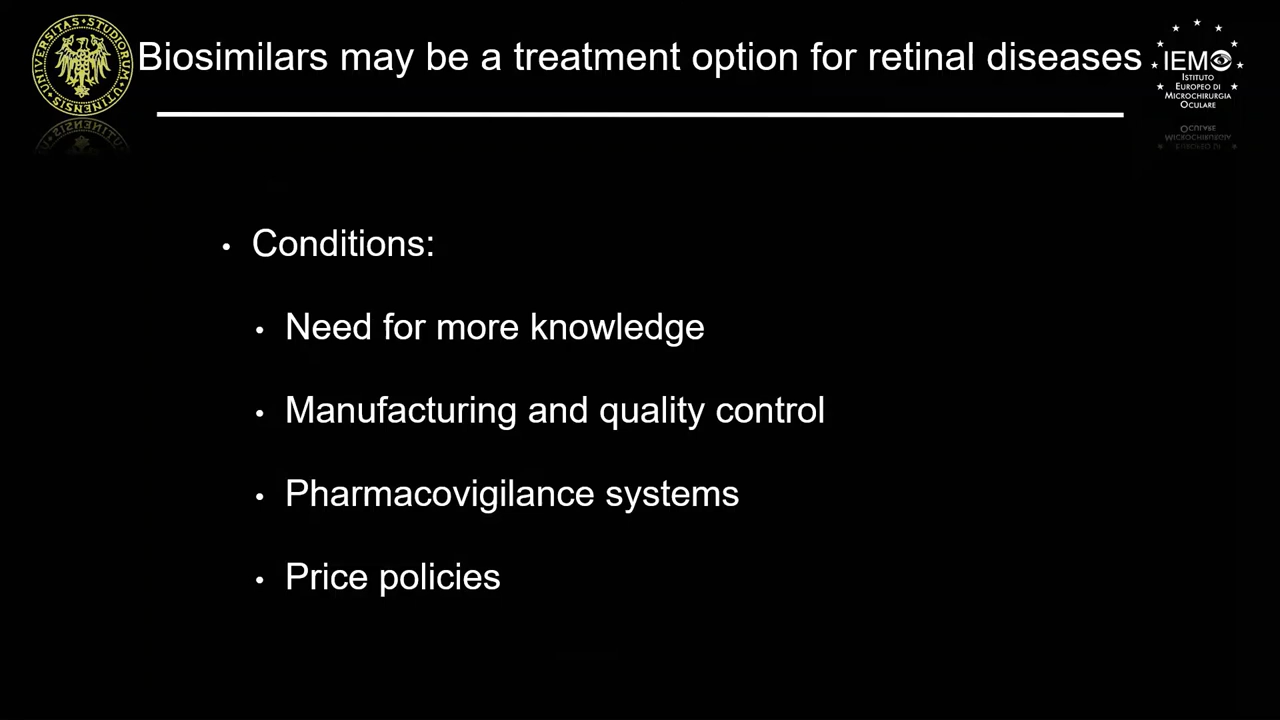 UNIVERSITAS STUDIORUM UTINENSIS
Biosimilars may be a treatment option for retinal diseases
IEMO
ISTITUTO
EUROPEO DI
MICROCHIRURGIA
OCULARE
• Conditions:
• Need for more knowledge
• Manufacturing and quality control
• Pharmacovigilance systems
• Price policies